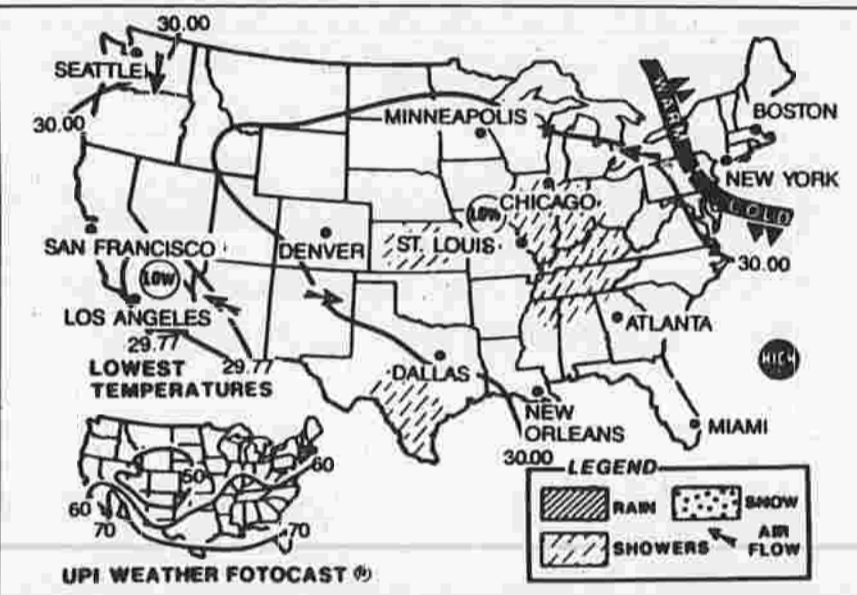 30.00
SEATTLE
30.00
MINNEAPOLIS
WARM
BOSTON
NEW YORK
COLD
CHICAGO
LOW
SAN FRANCISCO
DENVER
ST. LOUIS
30.00
LOW
LOS ANGELES
29.77
29.77
ATLANTA
HIGH
LOWEST
TEMPERATURES
DALLAS
NEW
ORLEANS
MIAMI
30.00
LEGEND
RAIN
SNOW
SHOWERS
AIR
FLOW
60
50
60
70
70
UPI WEATHER FOTOCAST ®